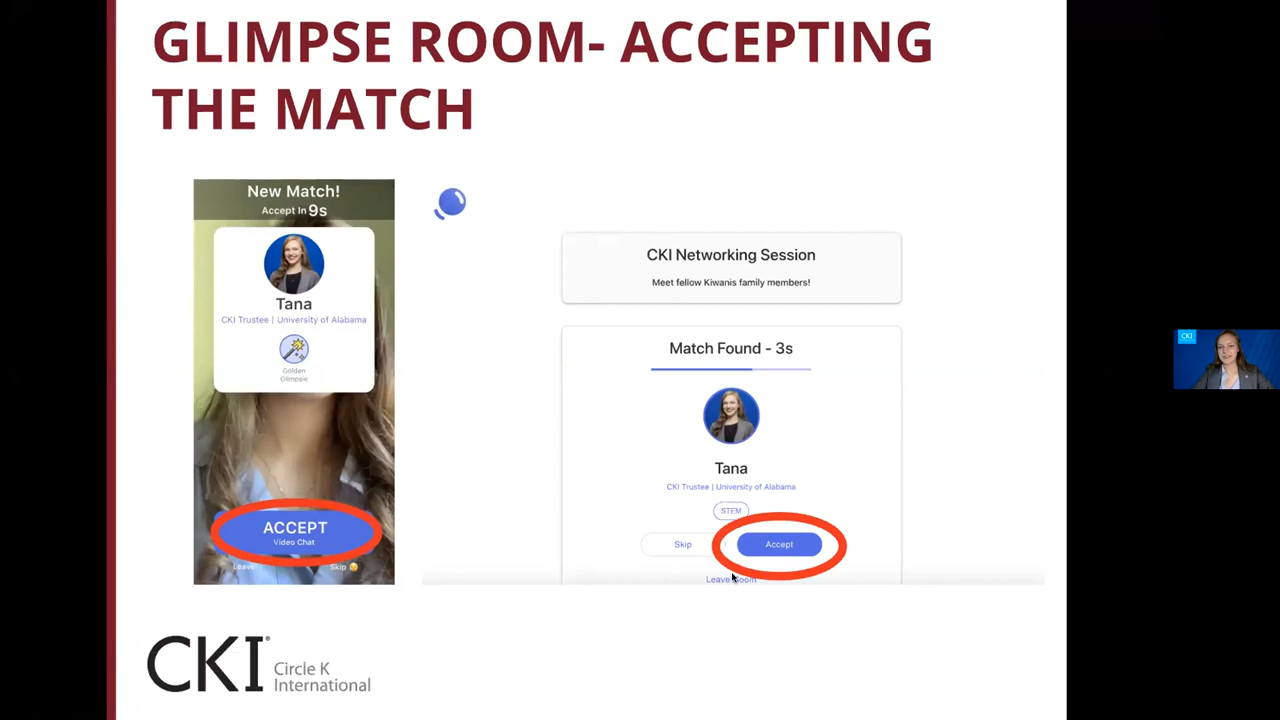 GLIMPSE ROOM- ACCEPTING
THE MATCH
New Match!
Accept In 9s
Tana
CKI Trustee | University of Alabama
Golden
Glimpsie
ACCEPT
Video Chat
Leave
Skip
CKI Networking Session
Meet fellow Kiwanis family members!
Match Found - 3s
Tana
CKI Trustee | University of Alabama
STEM
Skip
Accept
Leave Room
CKI
CKI®
Circle K
International